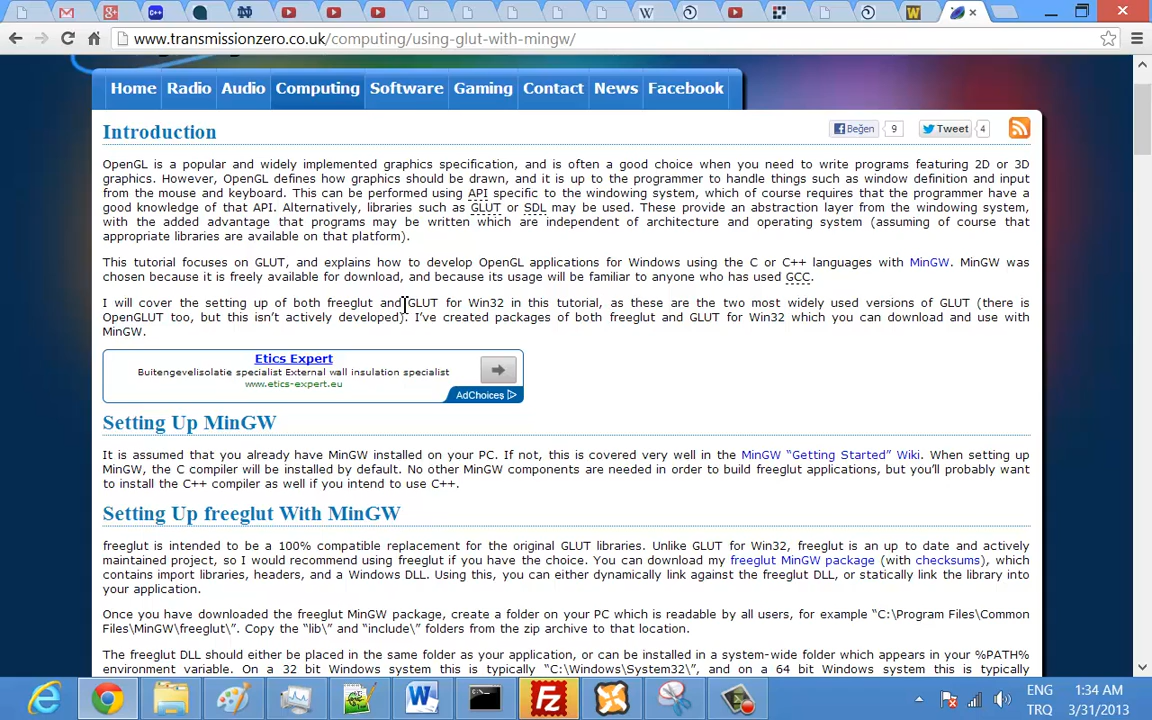 www.transmissionzero.co.uk/computing/using-glut-with-mingw/
Home Radio Audio Computing Software Gaming Contact News Facebook
Introduction
Beğen 9 Tweet 4
OpenGL is a popular and widely implemented graphics specification, and is often a good choice when you need to write programs featuring 2D or 3D
graphics. However, OpenGL defines how graphics should be drawn, and it is up to the programmer to handle things such as window definition and input
from the mouse and keyboard. This can be performed using API specific to the windowing system, which of course requires that the programmer have a
good knowledge of that API. Alternatively, libraries such as GLUT or SDL may be used. These provide an abstraction layer from the windowing system,
with the added advantage that programs may be written which are independent of architecture and operating system (assuming of course that
appropriate libraries are available on that platform).
This tutorial focuses on GLUT, and explains how to develop OpenGL applications for Windows using the C or C++ languages with MinGW. MinGW was
chosen because it is freely available for download, and because its usage will be familiar to anyone who has used GCC.
I will cover the setting up of both freeglut and GLUT for Win32 in this tutorial, as these are the two most widely used versions of GLUT (there is
OpenGLUT too, but this isn't actively developed). I've created packages of both freeglut and GLUT for Win32 which you can download and use with
MinGW.
Etics Expert
Buitengevelisolatie specialist External wall insulation specialist
www.etics-expert.eu
AdChoices
Setting Up MinGW
It is assumed that you already have MinGW installed on your PC. If not, this is covered very well in the MinGW “Getting Started” Wiki. When setting up
MinGW, the C compiler will be installed by default. No other MinGW components are needed in order to build freeglut applications, but you'll probably want
to install the C++ compiler as well if you intend to use C++.
Setting Up freeglut With MinGW
freeglut is intended to be a 100% compatible replacement for the original GLUT libraries. Unlike GLUT for Win32, freeglut is an up to date and actively
maintained project, so I would recommend using freeglut if you have the choice. You can download my freeglut MinGW package (with checksums), which
contains import libraries, headers, and a Windows DLL. Using this, you can either dynamically link against the freeglut DLL, or statically link the library into
your application.
Once you have downloaded the freeglut MinGW package, create a folder on your PC which is readable by all users, for example “C:\Program Files\Common
Files\MinGW\freeglut\”. Copy the “lib\” and “include\” folders from the zip archive to that location.
The freeglut DLL should either be placed in the same folder as your application, or can be installed in a system-wide folder which appears in your %PATH%
environment variable. On a 32 bit Windows system this is typically “C:\Windows\System32\”, and on a 64 bit Windows system this is typically
ENG 1:34 AM
TRQ 3/31/2013